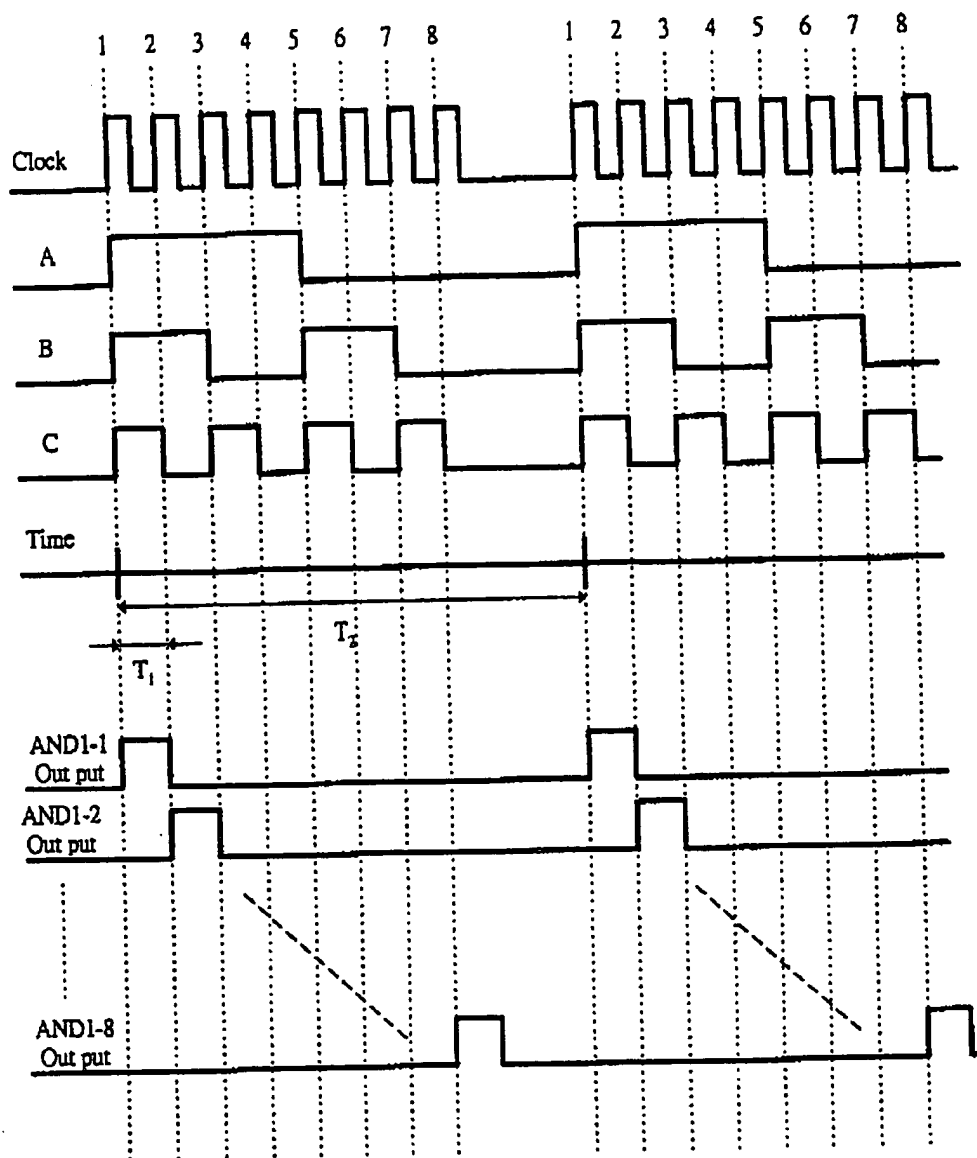 1 2 3 4 5 6 7 8 1 2 3 4 5 6 7 8
Clock
A
B
C
Time
T2
T1
AND1-1
Out put
AND1-2
Out put
AND1-8
Out put